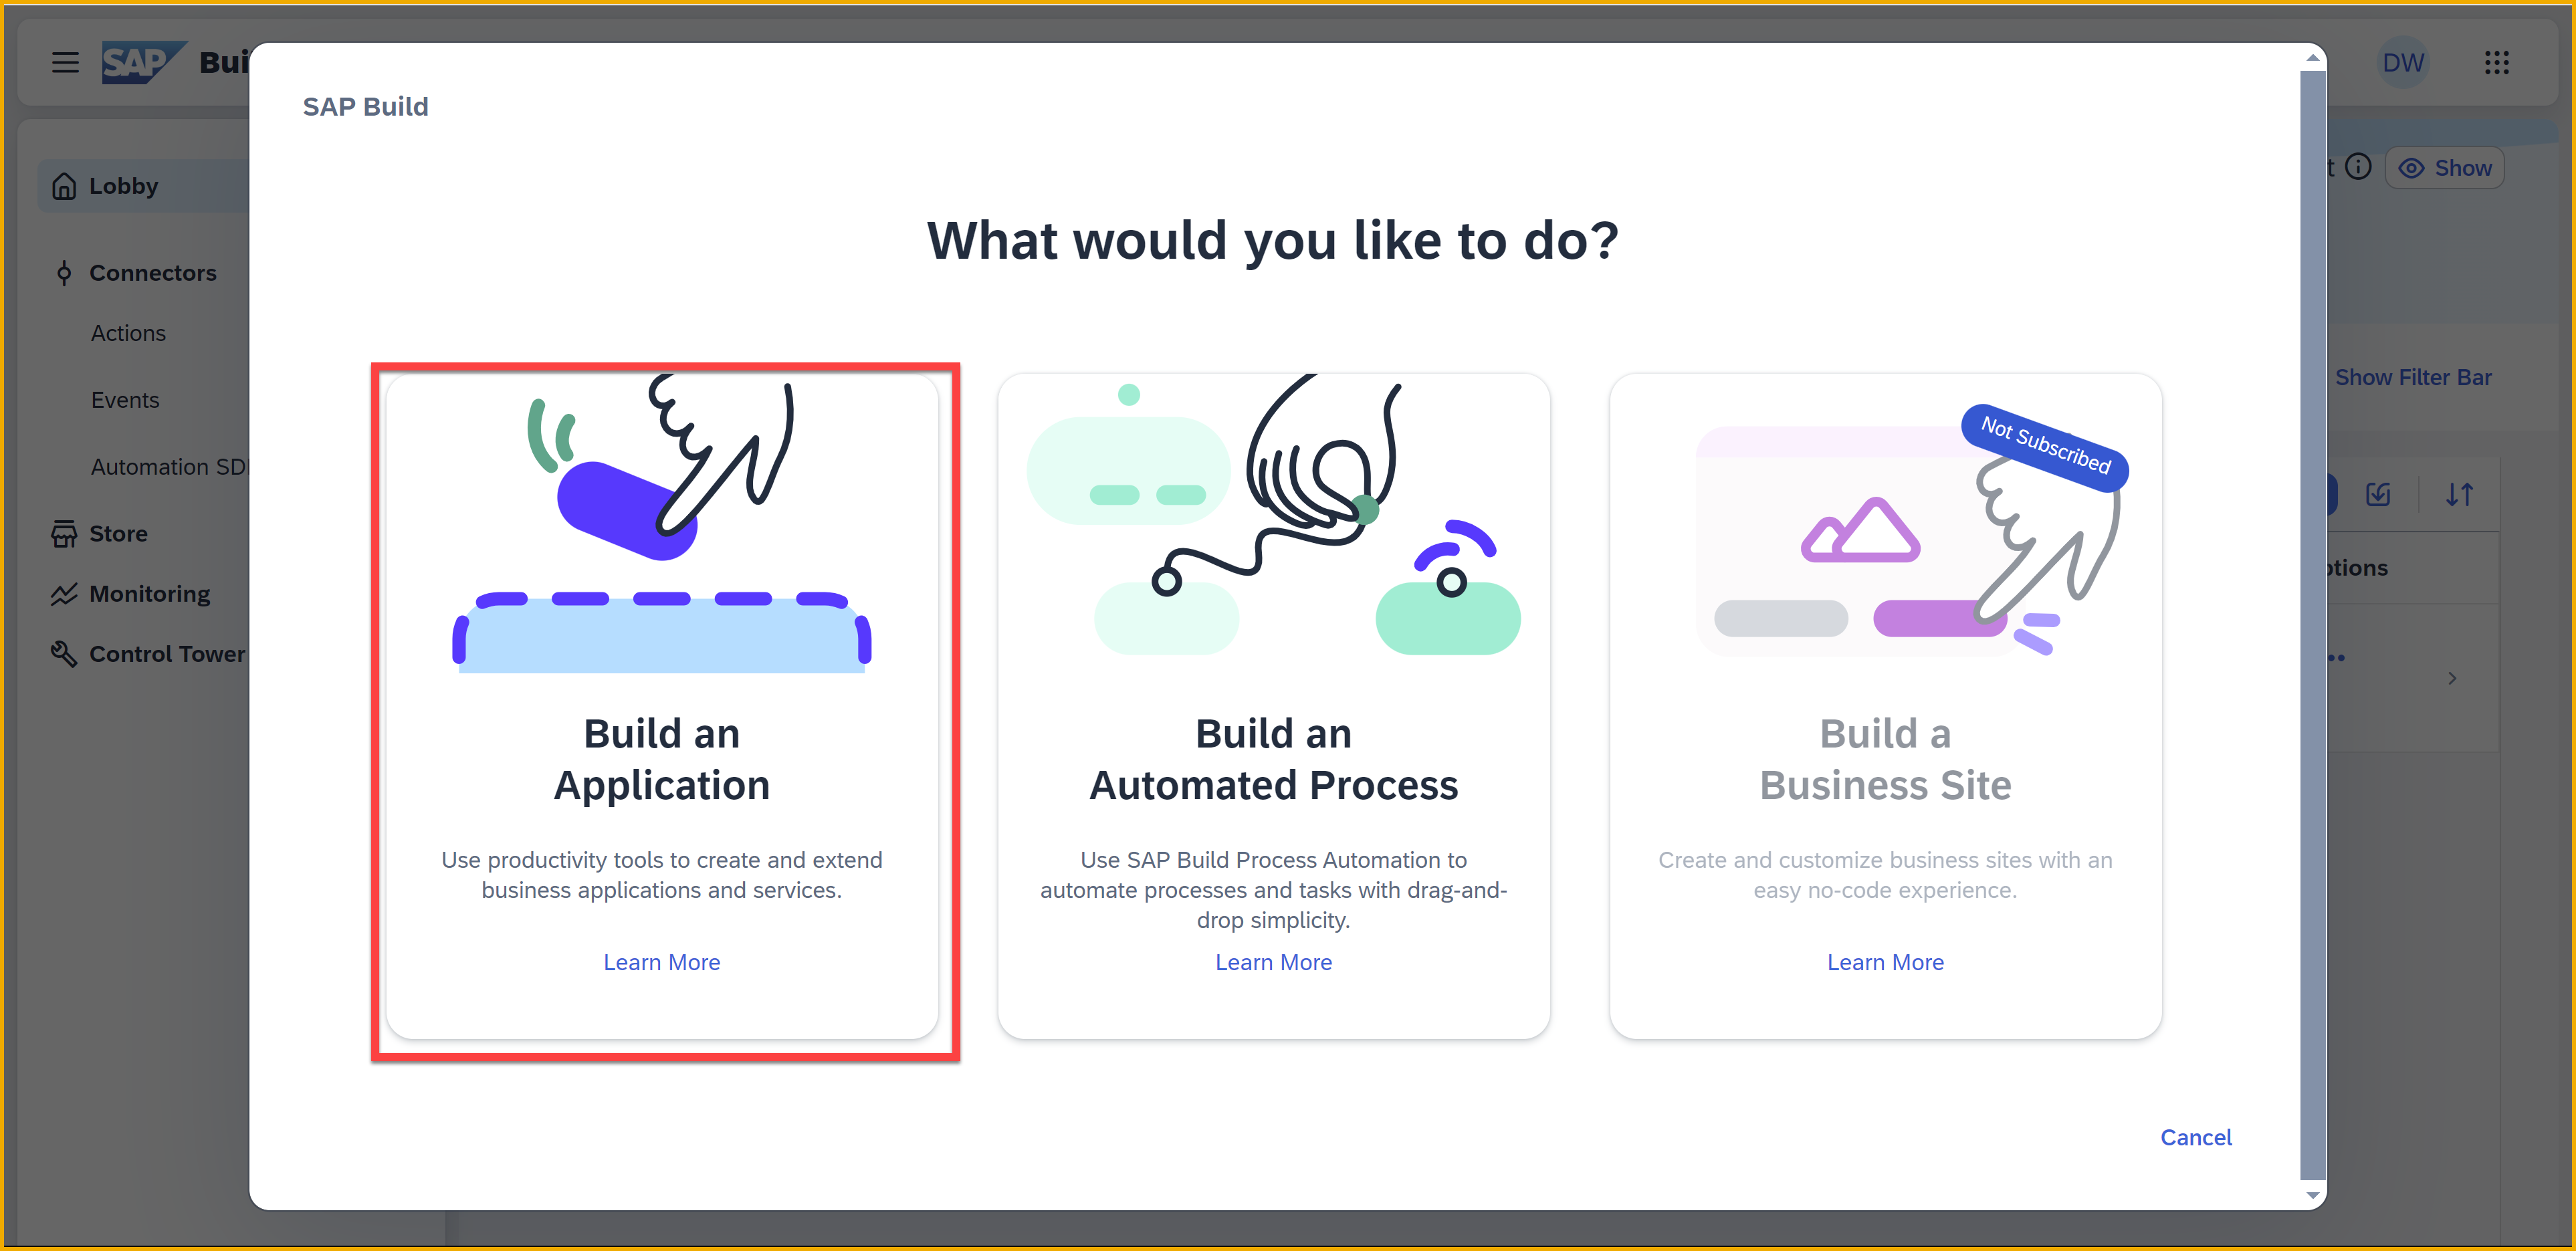 SAP Bui
DW
SAP Build
Lobby
t
Show
What would you like to do?
Connectors
Actions
Show Filter Bar
Events
Not Subscribed
Automation SD
Store
ptions
Monitoring
Control Tower
Build an
Application
Build an
Automated Process
Build a
Business Site
Use productivity tools to create and extend
business applications and services.
Use SAP Build Process Automation to
automate processes and tasks with drag-and-
drop simplicity.
Create and customize business sites with an
easy no-code experience.
Learn More
Learn More
Learn More
Cancel